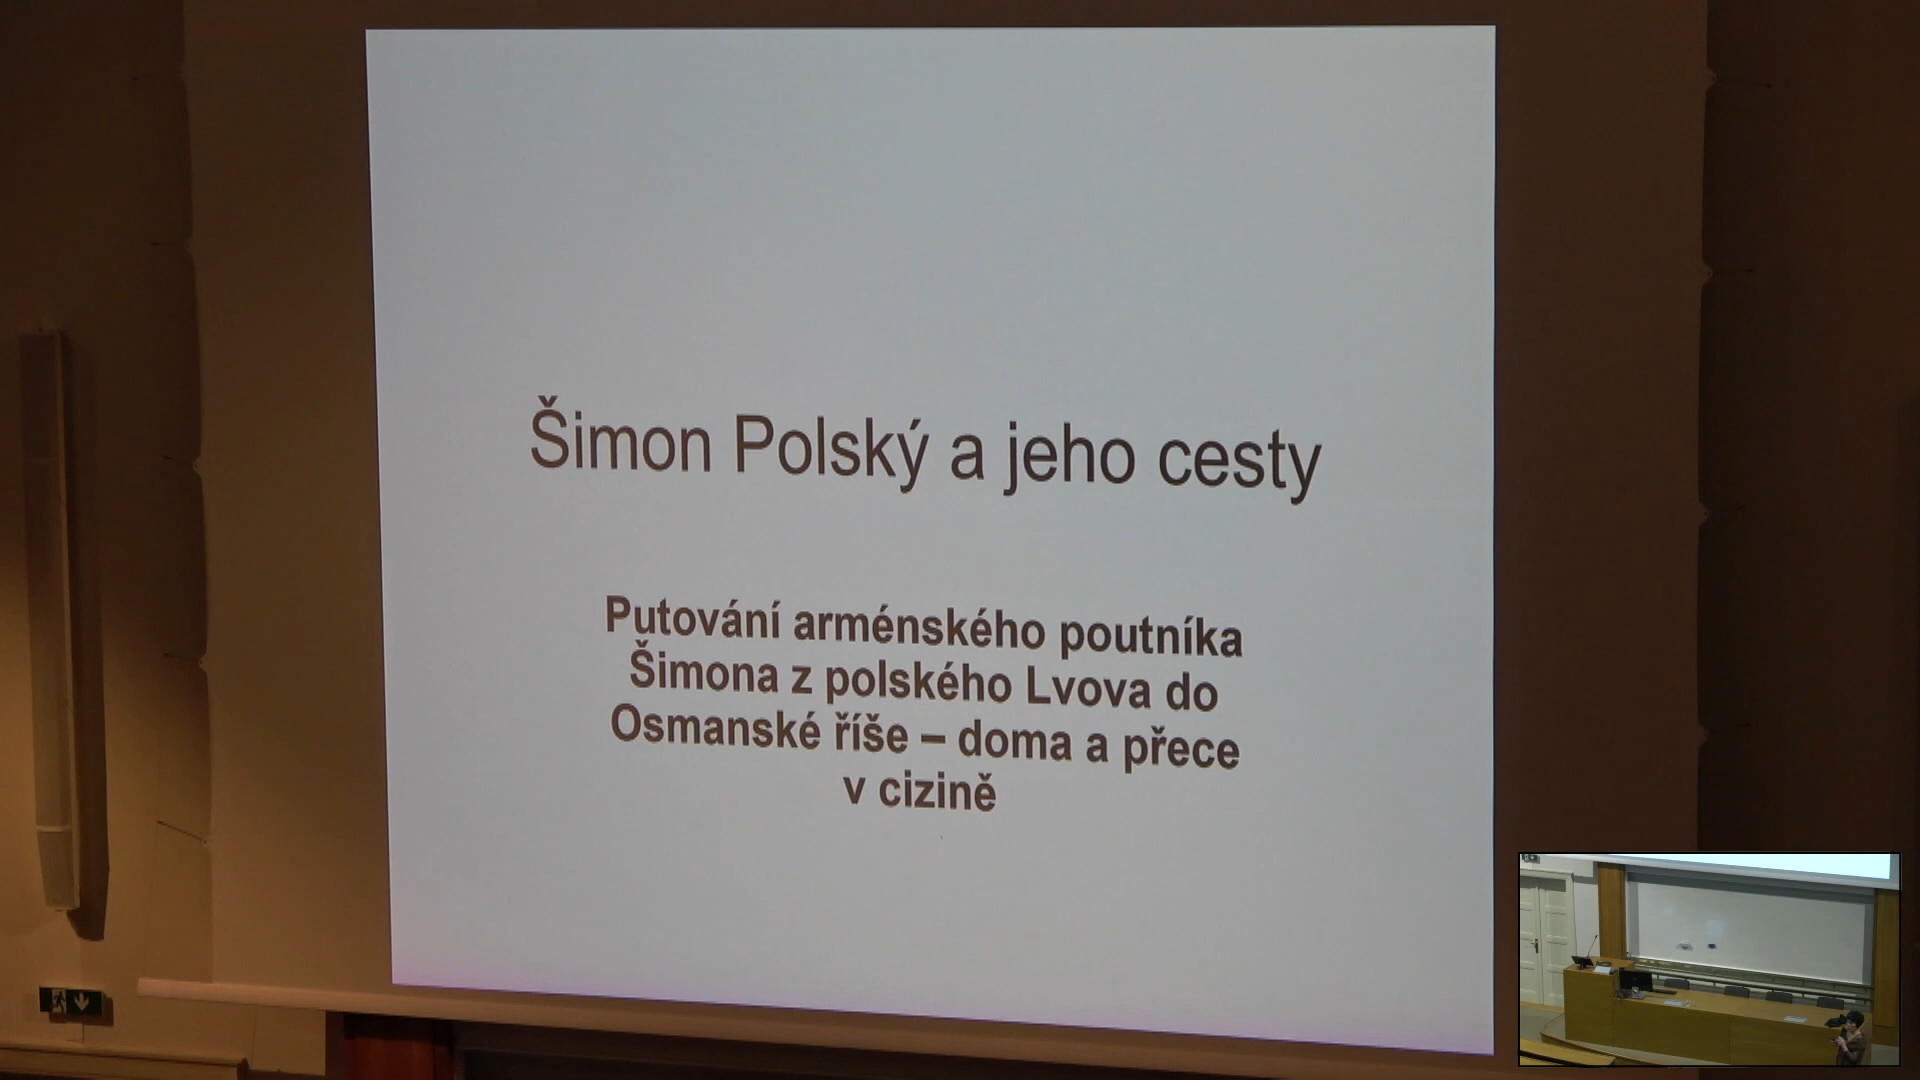 Šimon Polský a jeho cesty
Putování arménského poutníka
Šimona z polského Lvova do
Osmanské říše – doma a přece
v cizině